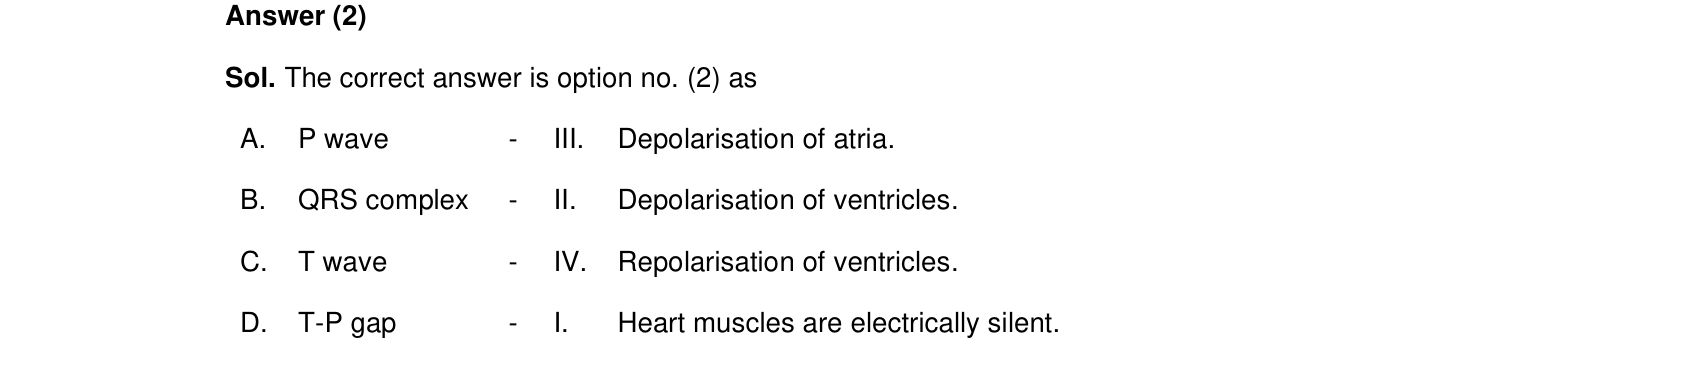 Answer (2)
Sol. The correct answer is option no. (2) as
A. P wave - III. Depolarisation of atria.
B. QRS complex - II. Depolarisation of ventricles.
C. T wave - IV. Repolarisation of ventricles.
D. T-P gap - I. Heart muscles are electrically silent.